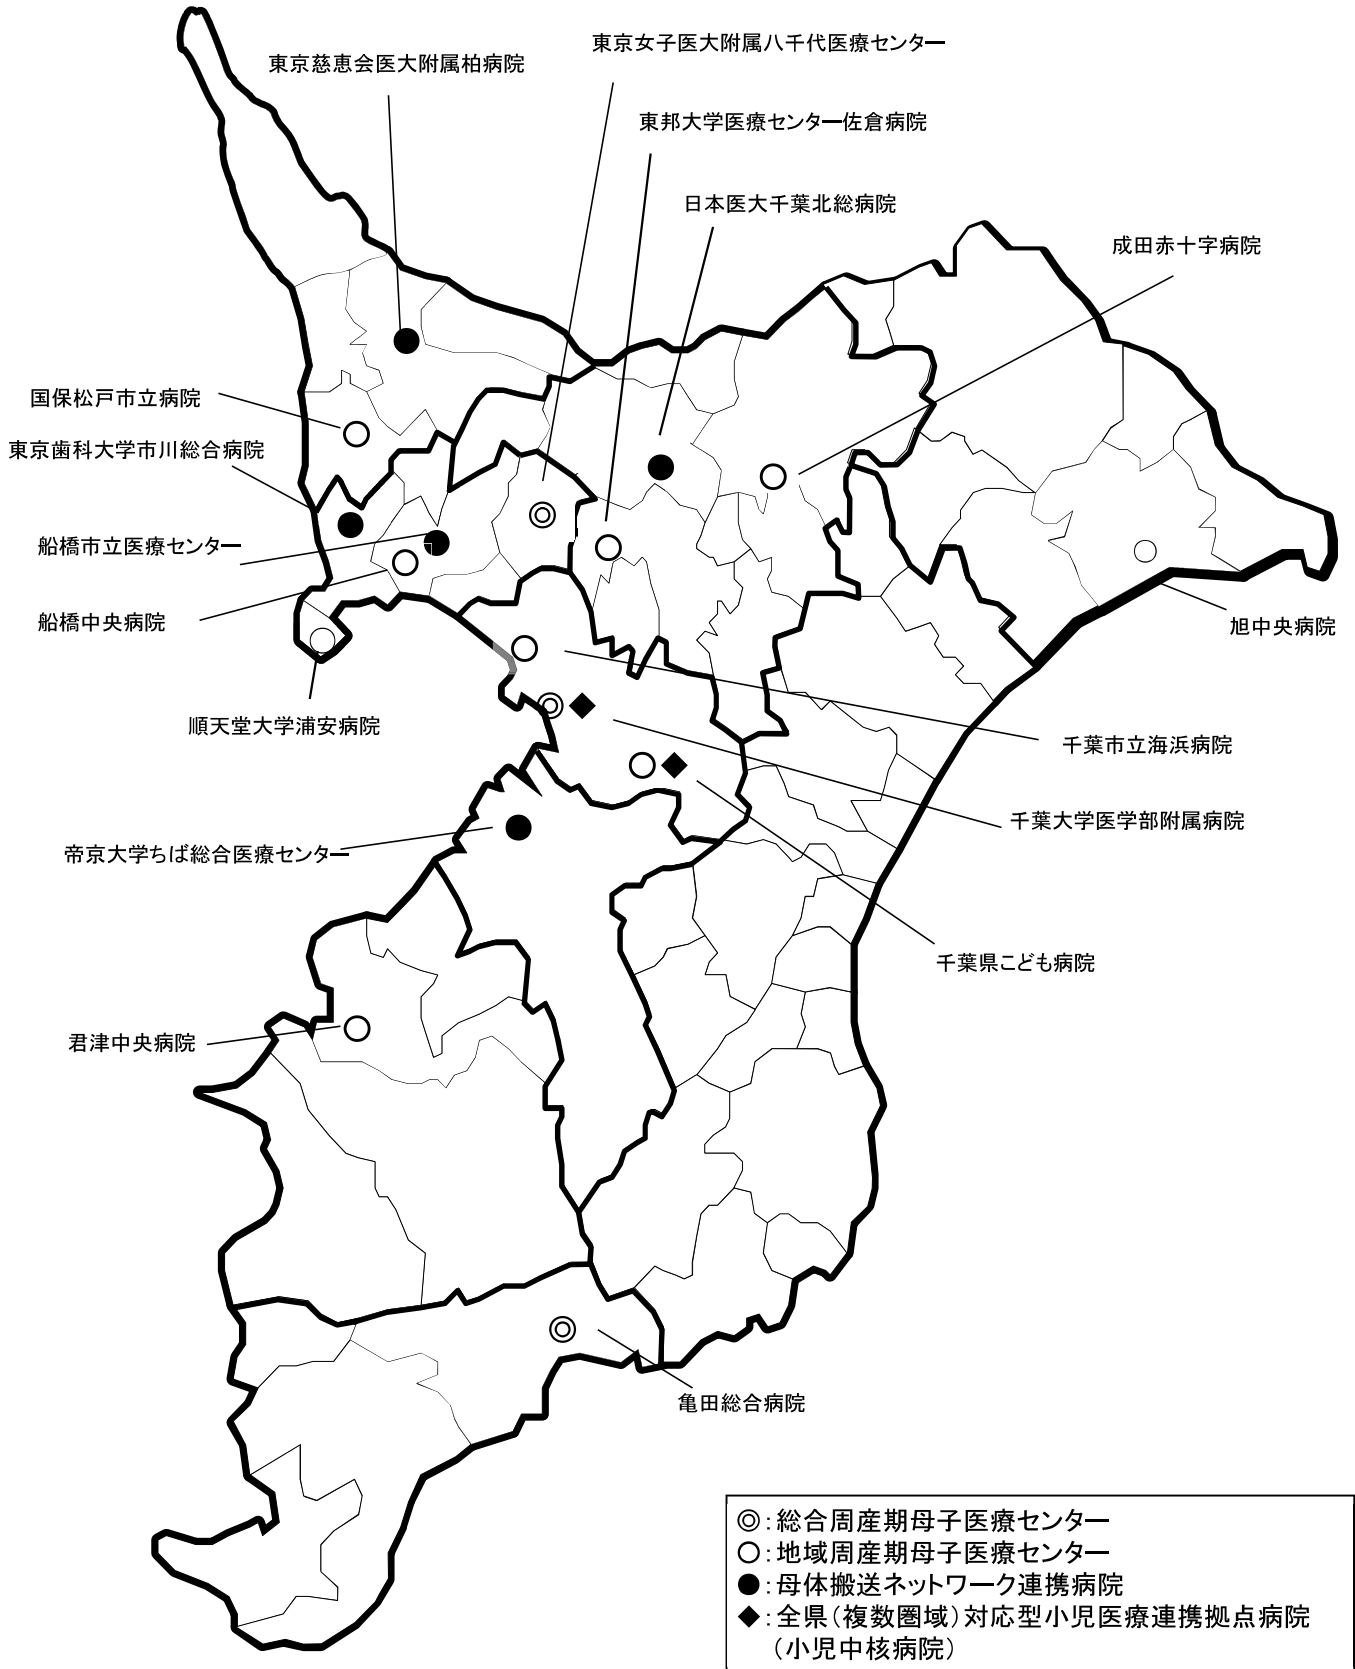 東京女子医大附属八千代医療センター
東京慈恵会医大附属柏病院
東邦大学医療センター佐倉病院
日本医大千葉北総病院
成田赤十字病院
国保松戸市立病院
東京歯科大学市川総合病院
船橋市立医療センター
船橋中央病院
旭中央病院
順天堂大学浦安病院
千葉市立海浜病院
千葉大学医学部附属病院
帝京大学ちば総合医療センター
千葉県こども病院
君津中央病院
亀田総合病院
◎:総合周産期母子医療センター
○:地域周産期母子医療センター
●:母体搬送ネットワーク連携病院
◆:全県(複数圏域)対応型小児医療連携拠点病院
(小児中核病院)